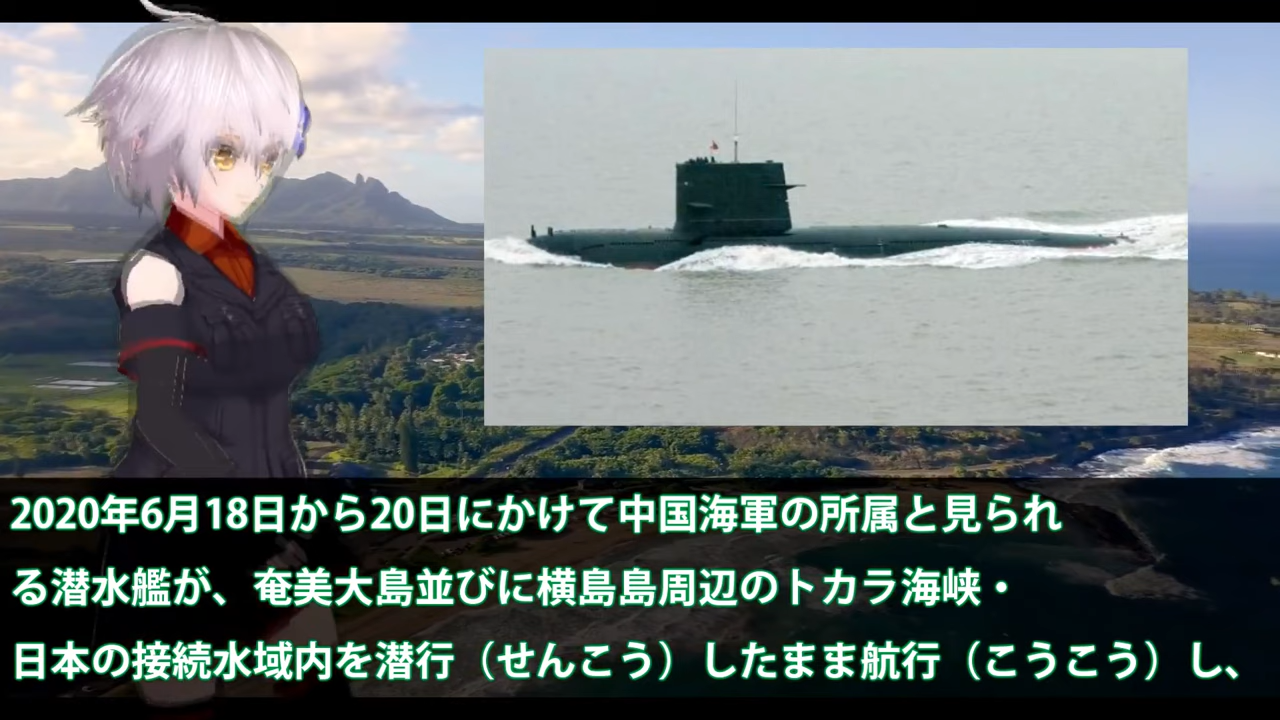 2020年6月18日から20日にかけて中国海軍の所属と見られ
る潜水艦が、奄美大島並びに横島島周辺のトカラ海峡・
日本の接続水域内を潜行（せんこう）したまま航行（こうこう）し、